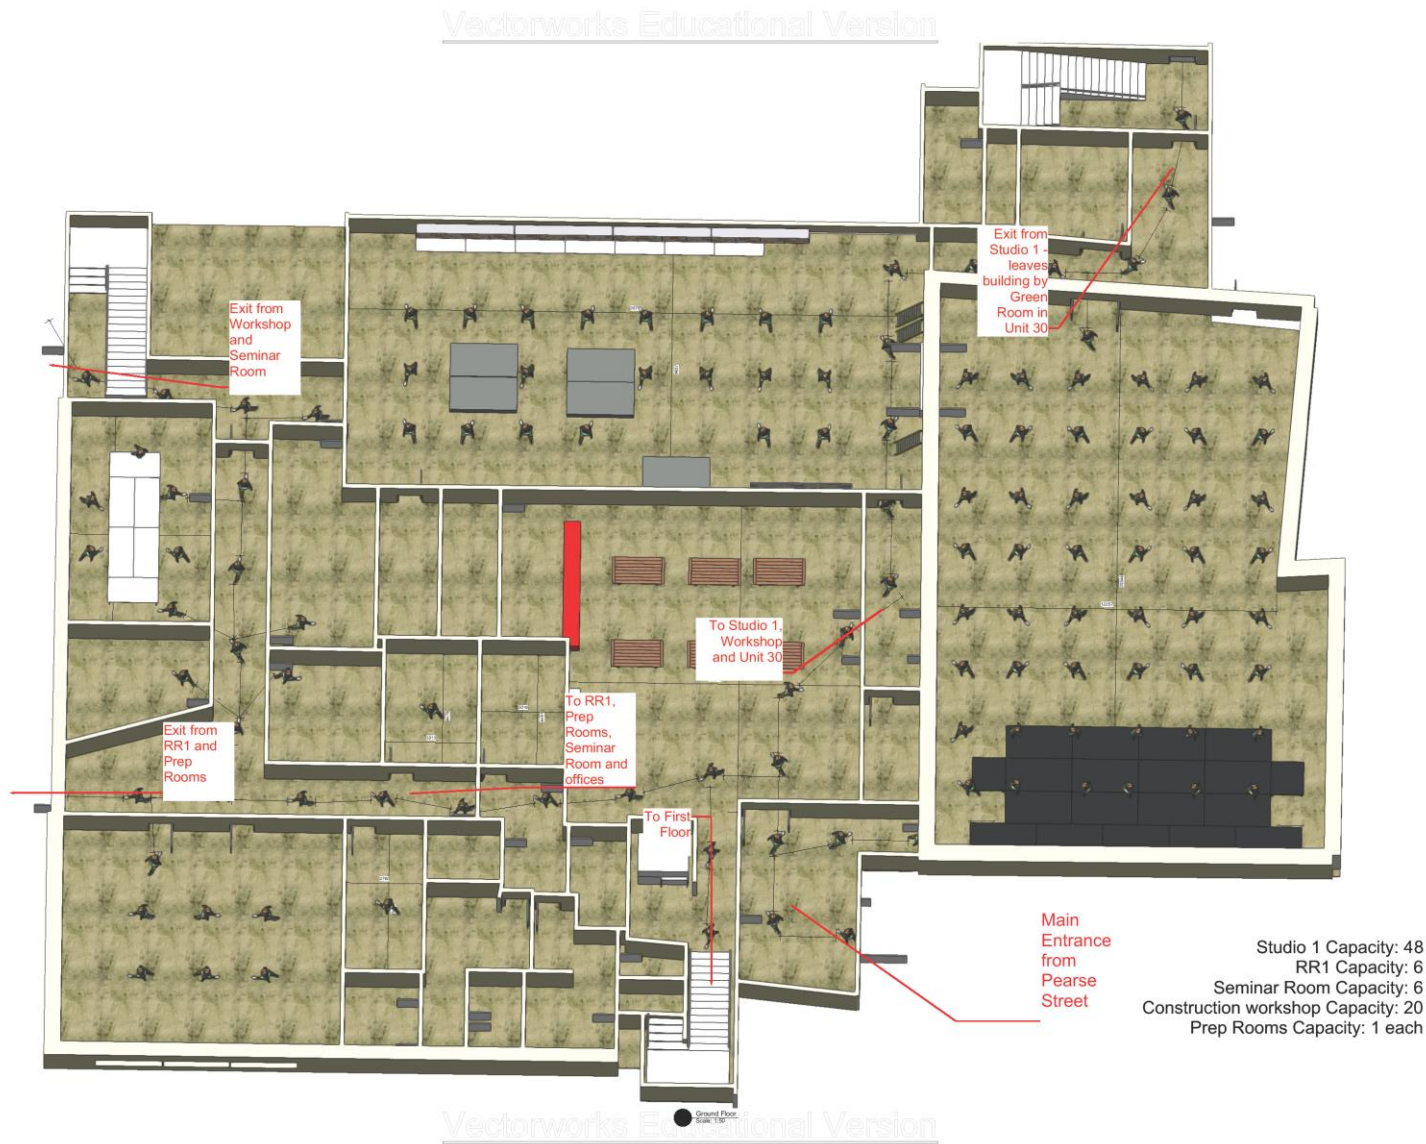 Vectorworks Educational Version
Exit from
Studio 1 -
leaves
building by
Green
Room in
Unit 30
Exit from
Workshop
and
Seminar
Room
To Studio 1,
Workshop
and Unit 30
To RR1,
Prep
Rooms,
Seminar
Room and
offices
Exit from
RR1 and
Prep
Rooms
To First
Floor
Main
Entrance
from
Pearse
Street
Studio 1 Capacity: 48
RR1 Capacity: 6
Seminar Room Capacity: 6
Construction workshop Capacity: 20
Prep Rooms Capacity: 1 each
Ground Floor
Scale: 1:50
Vectorworks Educational Version